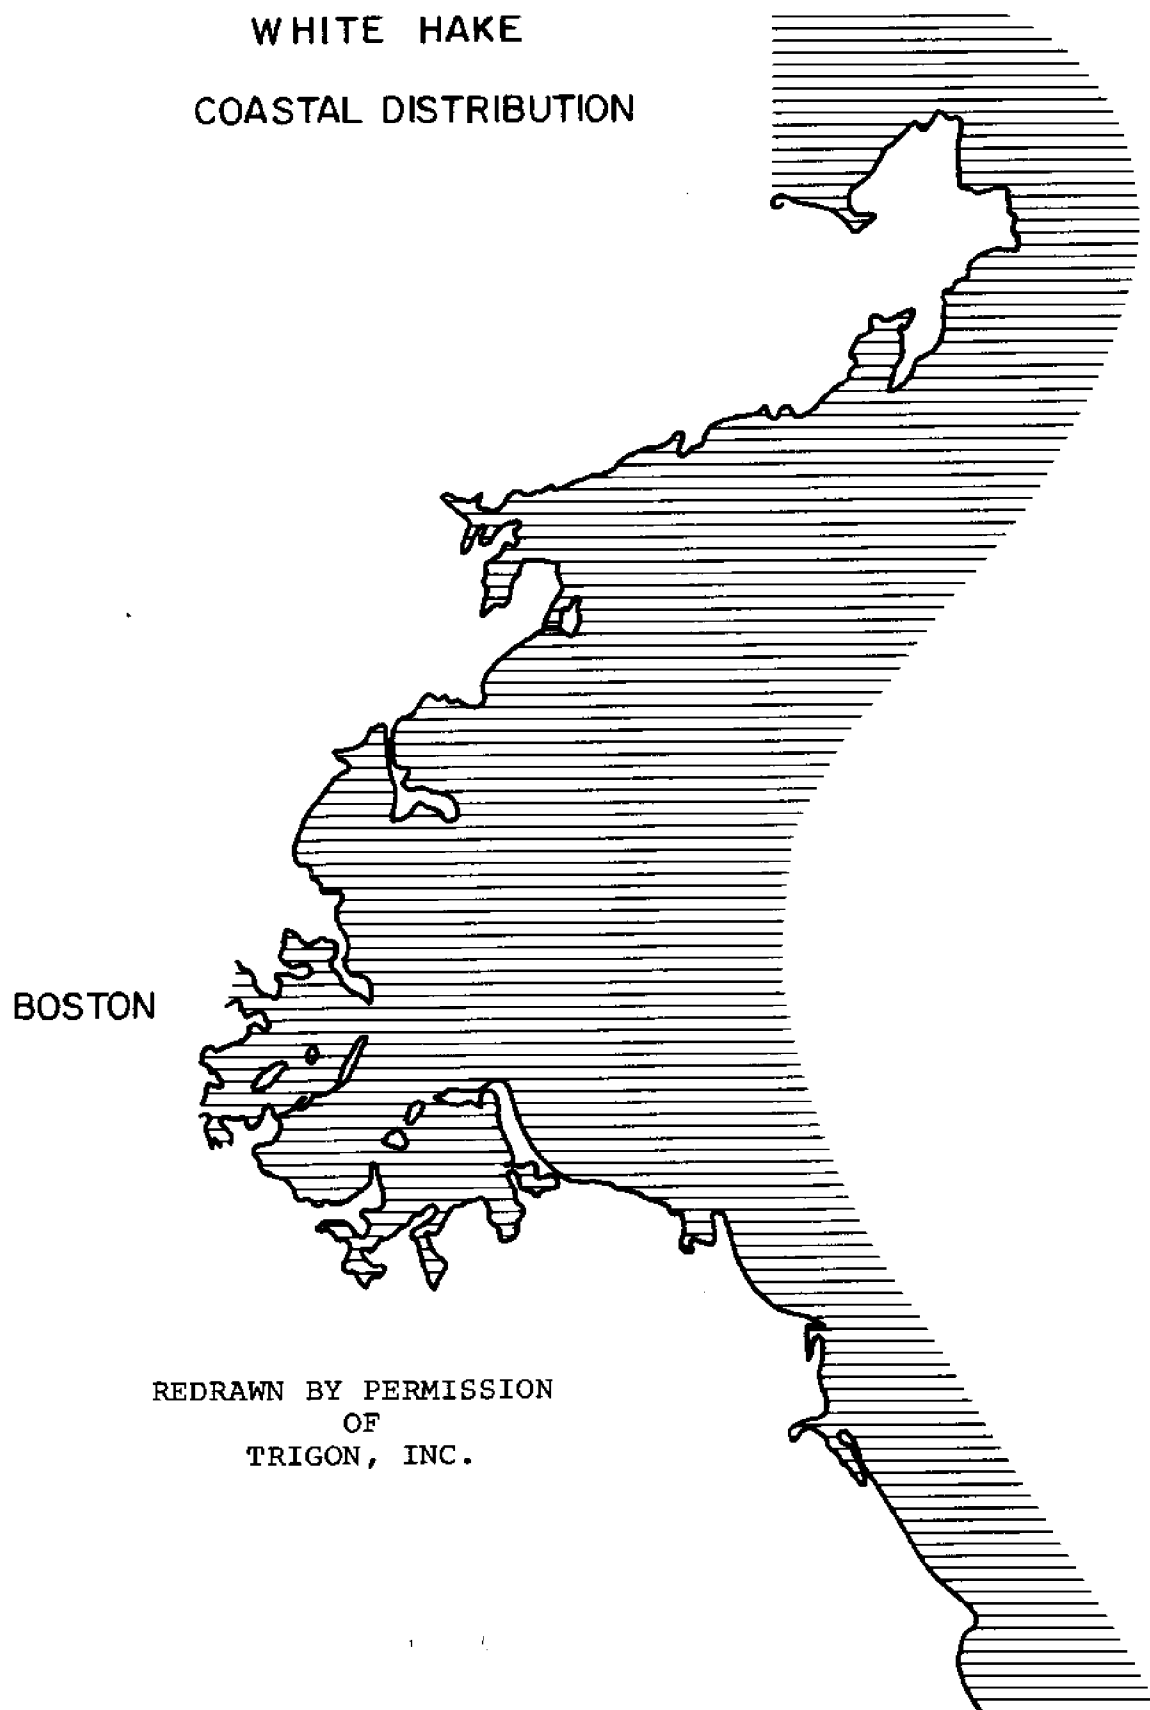 WHITE HAKE
COASTAL DISTRIBUTION
BOSTON
REDRAWN BY PERMISSION
OF
TRIGON, INC.